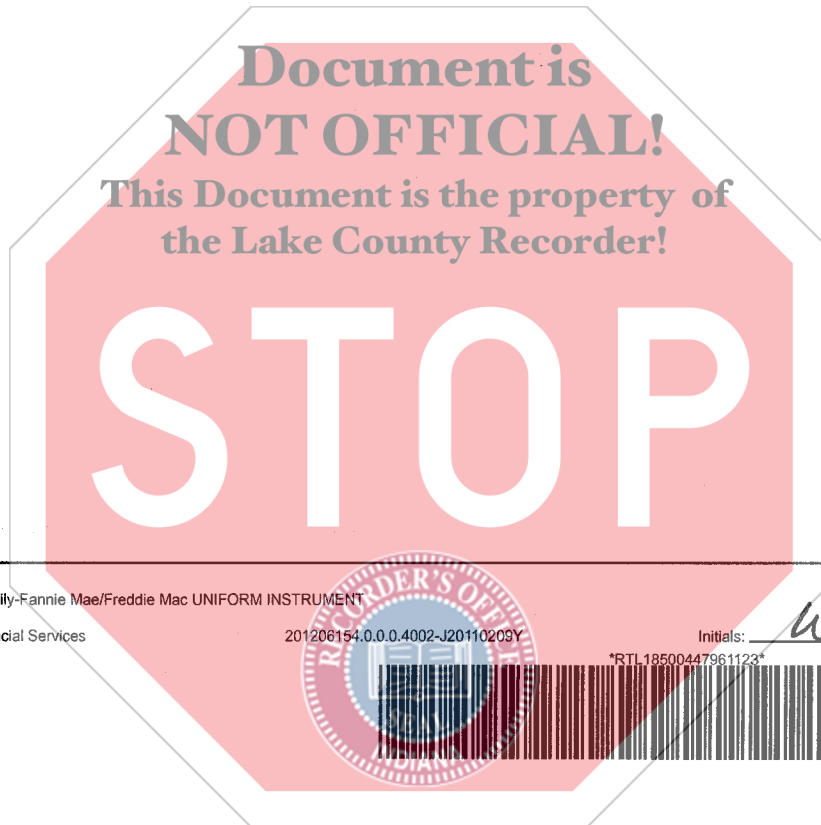 Document is
NOT OFFICIAL!
This Document is the property of
the Lake County Recorder!
STOP
ily-Fannie Mae/Freddie Mac UNIFORM INSTRUMENT
cial Services 201206154.0.0.0.4002-J20110209Y Initials:
*RTL18500447961123*
RECORDER'S OFFICE
SEAL
INDIANA